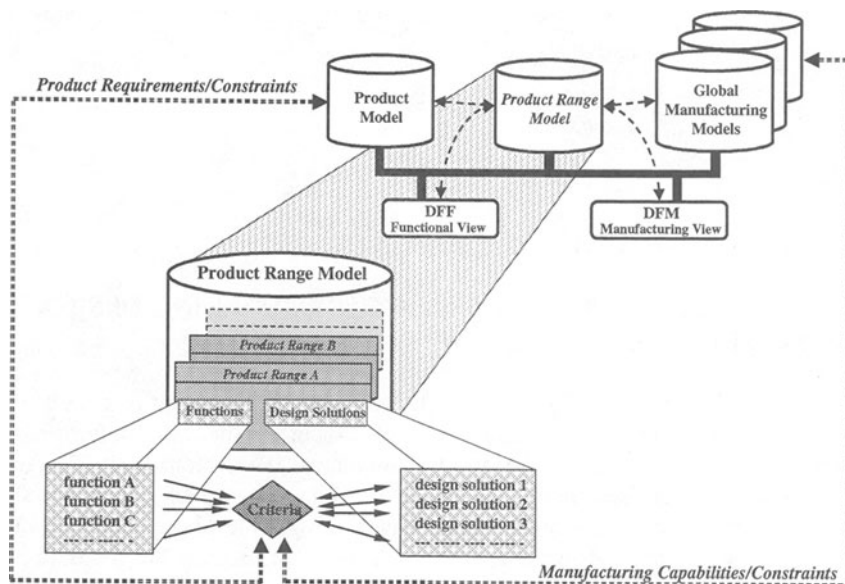 Product Requirements/Constraints
Product
Model
Product Range
Model
Global
Manufacturing
Models
DFF
Functional View
DFM
Manufacturing View
Product Range Model
Product Range B
Product Range A
Functions
Design Solutions
function A
function B
function C
Criteria
design solution 1
design solution 2
design solution 3
Manufacturing Capabilities/Constraints